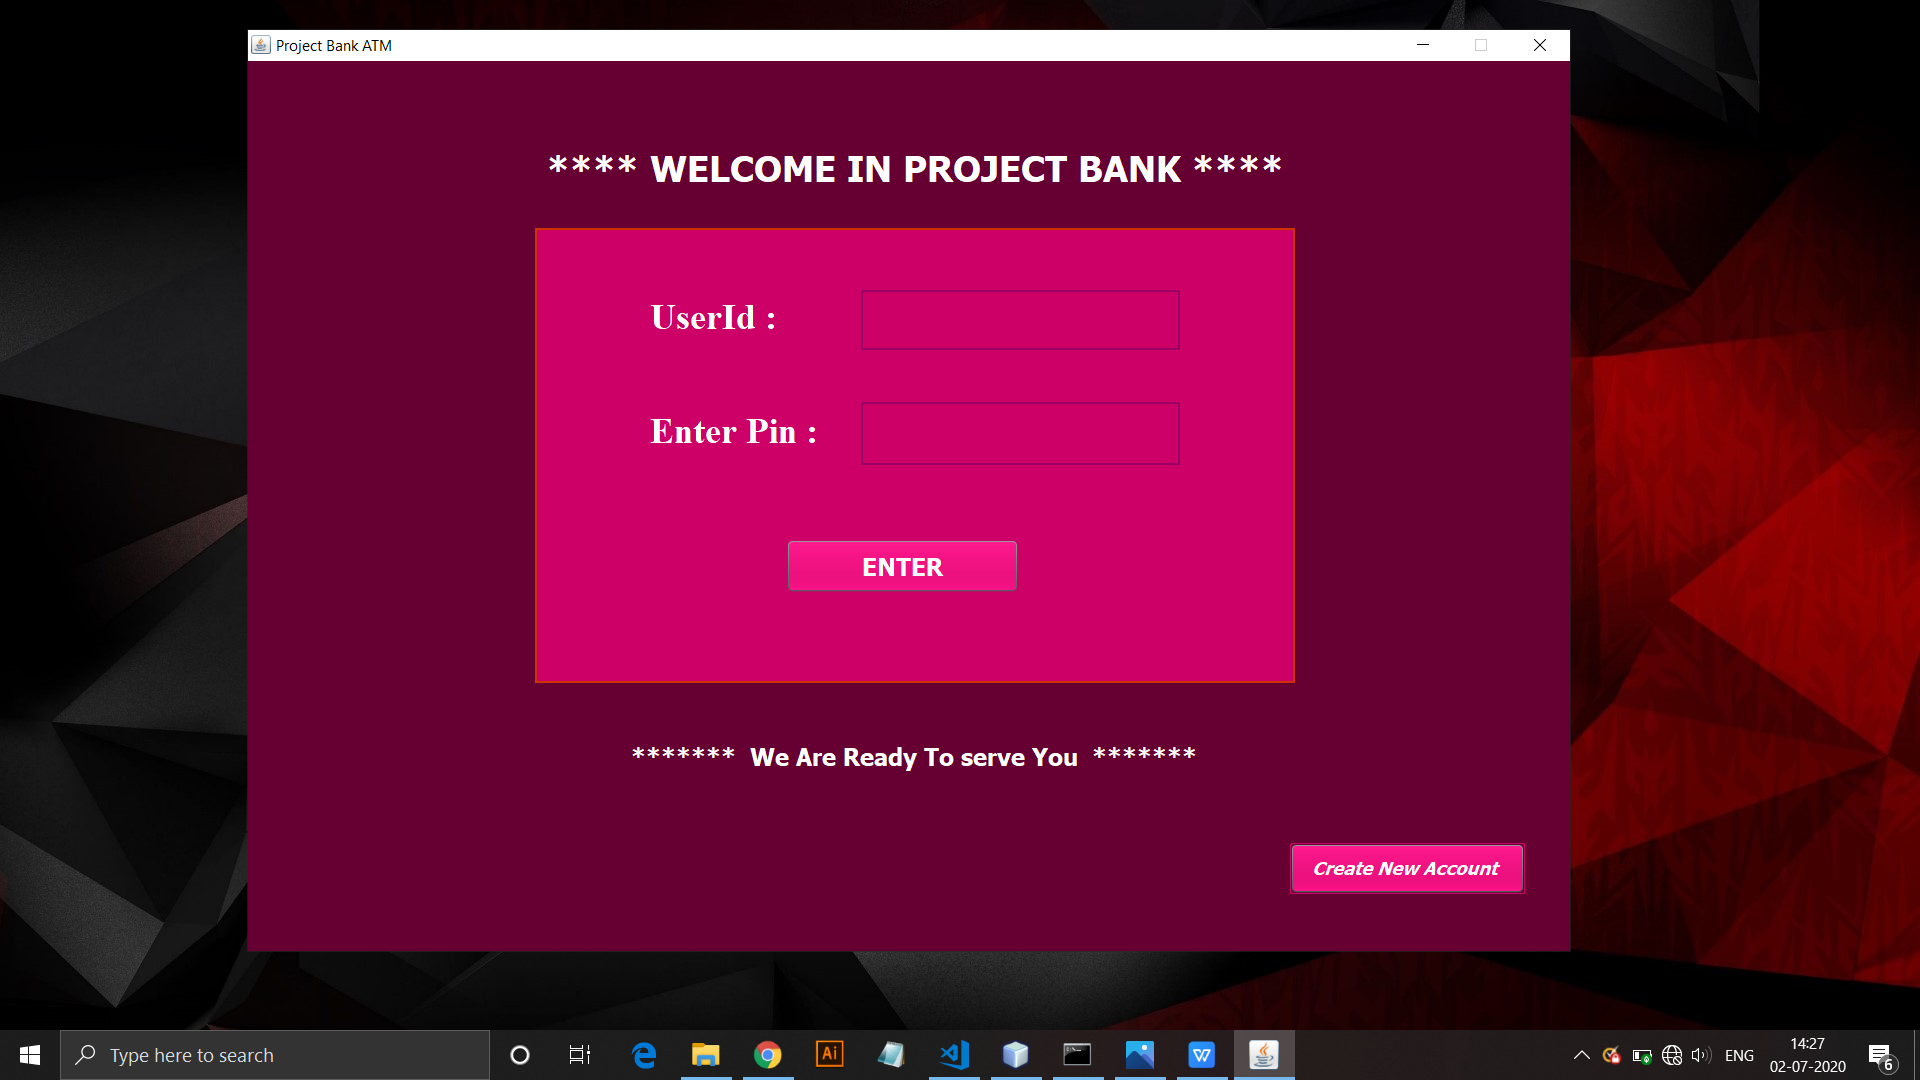 Project Bank ATM
**** WELCOME IN PROJECT BANK ****
UserId :
Enter Pin :
ENTER
******* We Are Ready To serve You *******
Create New Account
Type here to search
Ai
W
ENG
14:27
02-07-2020
6